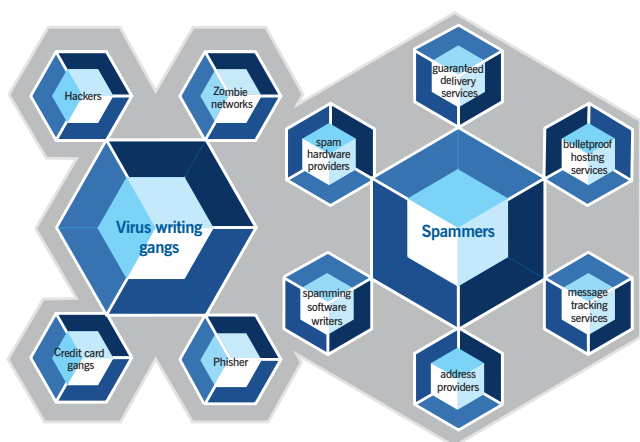 Hackers
Zombie
networks
Virus writing
gangs
Credit card
gangs
Phisher
guaranteed
delivery
services
spam
hardware
providers
bulletproof
hosting
services
Spammers
spamming
software
writers
message
tracking
services
address
providers